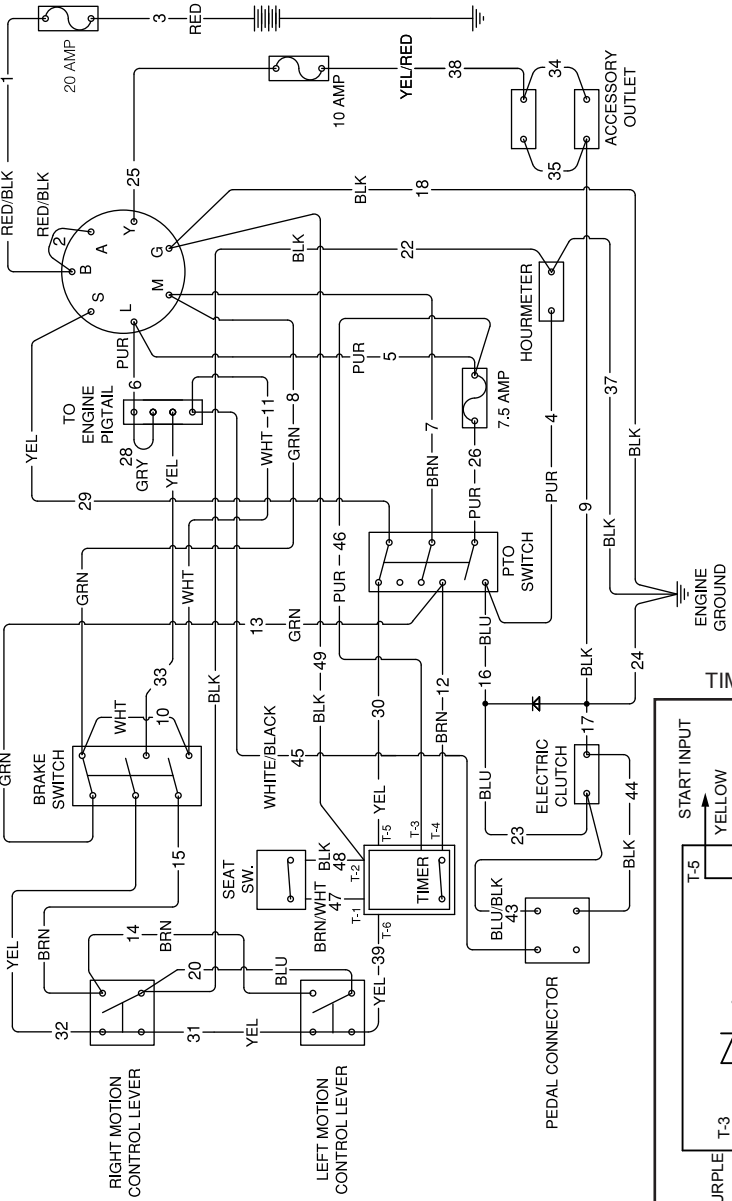 1
3
RED
20 AMP
RED/BLK
RED/BLK
2
B
A
S
Y
L
G
M
25
10 AMP
YEL/RED
38
34
35
ACCESSORY
OUTLET
BLK
18
BLK
22
HOURMETER
PUR
6
TO
ENGINE
PIGTAIL
28
GRY
YEL
YEL
29
WHT
11
GRN
8
PUR
5
7.5 AMP
BRN
7
PUR
26
PUR
4
37
BLK
BLK
9
BLK
24
ENGINE
GROUND
GRN
WHT
13
GRN
PUR
46
PTO
SWITCH
BLU
16
GRN
BRAKE
SWITCH
WHT
10
33
BLK
WHITE/BLACK
45
BLK
49
YEL
30
BRN
12
BLU
23
17
ELECTRIC
CLUTCH
44
BLK
BLU/BLK
43
15
YEL
BRN
14
BRN
20
BLU
32
31
YEL
SEAT
SW.
BLK
48
BRN/WHT
47
T-1
T-2
T-3
T-4
T-5
T-6
TIMER
YEL
39
RIGHT MOTION
CONTROL LEVER
LEFT MOTION
CONTROL LEVER
PEDAL CONNECTOR
TIM
START INPUT
YELLOW
T-5
T-3
URPLE